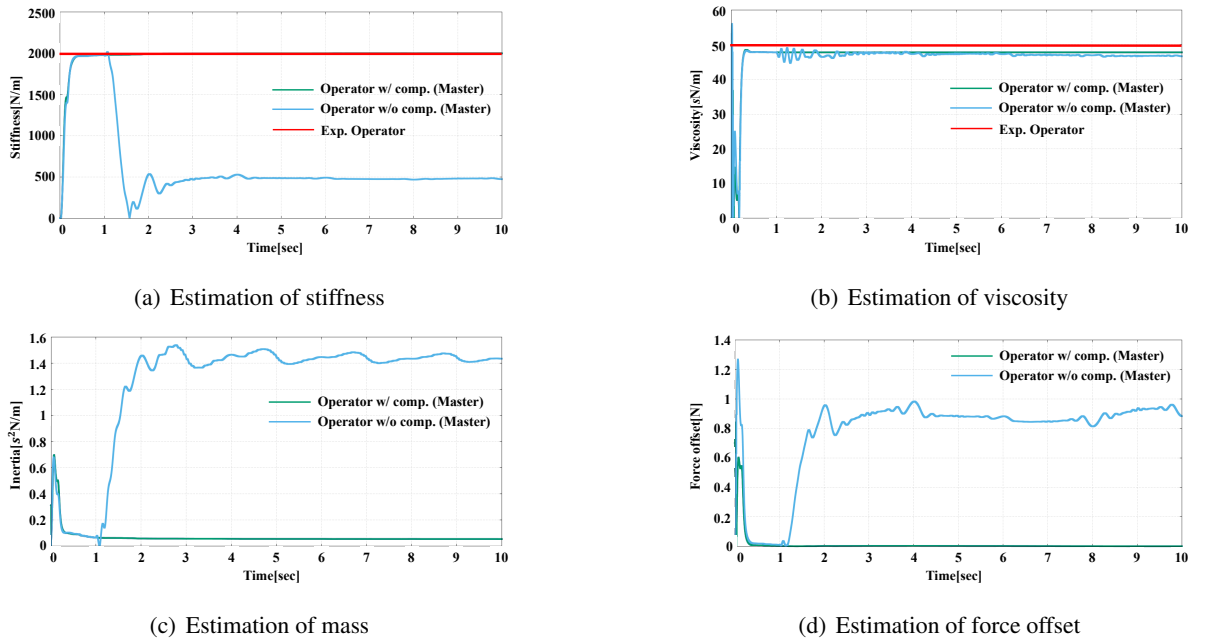 2500
2000
1500
1000
500
0
Stiffness[N/m]
Operator w/ comp. (Master)
Operator w/o comp. (Master)
Exp. Operator
0 1 2 3 4 5 6 7 8 9 10
Time[sec]
(a) Estimation of stiffness
60
50
40
30
20
10
0
Viscosity[sN/m]
Operator w/ comp. (Master)
Operator w/o comp. (Master)
Exp. Operator
0 1 2 3 4 5 6 7 8 9 10
Time[sec]
(b) Estimation of viscosity
1.6
1.4
1.2
1
0.8
0.6
0.4
0.2
0
Inertia[s²N/m]
Operator w/ comp. (Master)
Operator w/o comp. (Master)
0 1 2 3 4 5 6 7 8 9 10
Time[sec]
(c) Estimation of mass
1.4
1.2
1
0.8
0.6
0.4
0.2
0
Force offset[N]
Operator w/ comp. (Master)
Operator w/o comp. (Master)
0 1 2 3 4 5 6 7 8 9 10
Time[sec]
(d) Estimation of force offset